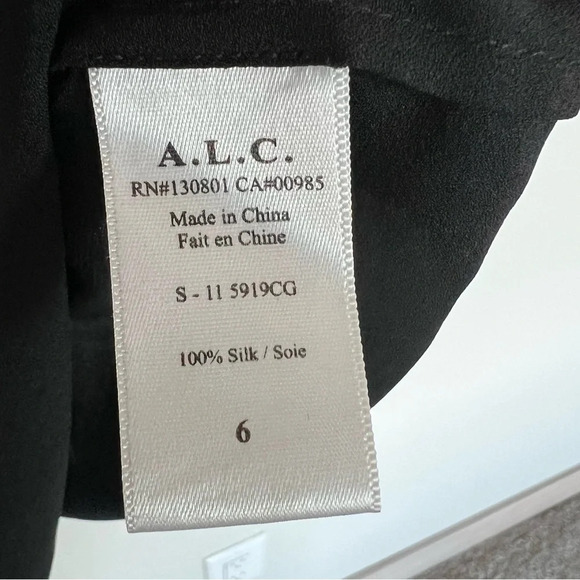 A.L.C.
RN#130801 CA#00985
Made in China
Fait en Chine
S - 11 5919CG
100% Silk / Soie
6